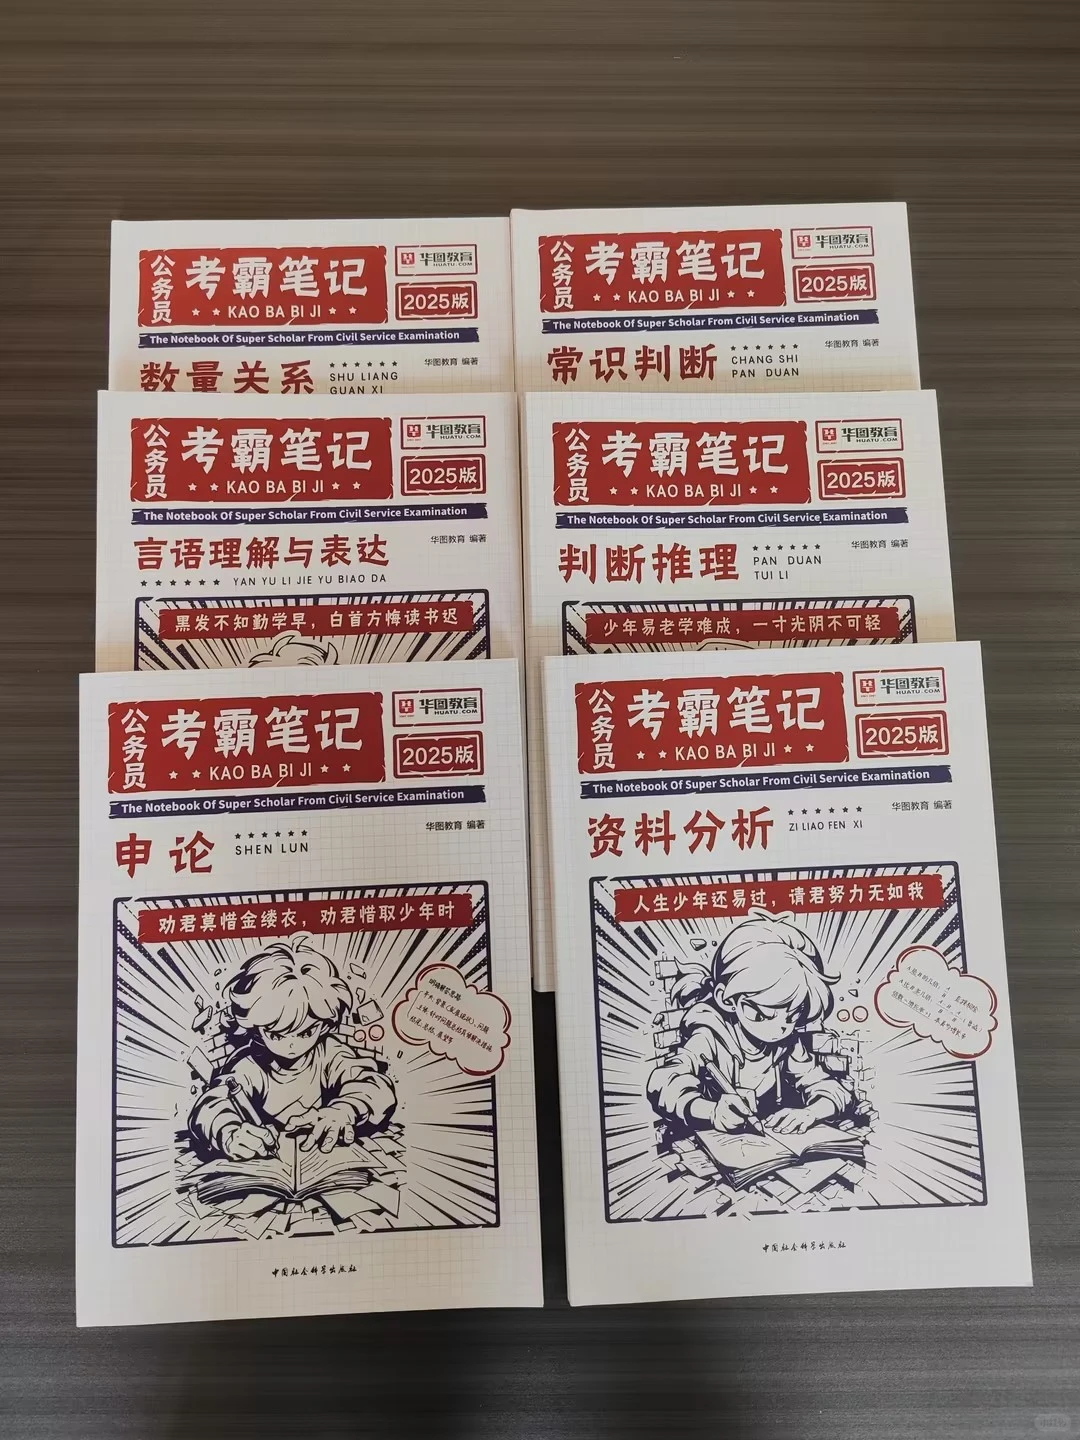 公务员
考霸笔记
KAO BA BI JI
华图教育
HUATU.COM
2025版
The Notebook Of Super Scholar From Civil Service Examination
华图教育 编著
数量关系
SHU LIANG
GUAN XI
公务员
考霸笔记
KAO BA BI JI
华图教育
HUATU.COM
2025版
The Notebook Of Super Scholar From Civil Service Examination
华图教育 编著
常识判断
CHANG SHI
PAN DUAN
公务员
考霸笔记
KAO BA BI JI
华图教育
HUATU.COM
2025版
The Notebook Of Super Scholar From Civil Service Examination
华图教育 编著
言语理解与表达
YAN YU LI JIE YU BIAO DA
黑发不知勤学早，白首方悔读书迟
公务员
考霸笔记
KAO BA BI JI
华图教育
HUATU.COM
2025版
The Notebook Of Super Scholar From Civil Service Examination
华图教育 编著
判断推理
PAN DUAN
TUI LI
少年易老学难成，一寸光阴不可轻
公务员
考霸笔记
KAO BA BI JI
华图教育
HUATU.COM
2025版
The Notebook Of Super Scholar From Civil Service Examination
华图教育 编著
申论
SHEN LUN
劝君莫惜金缕衣，劝君惜取少年时
明确解答思路
中国社会科学出版社
公务员
考霸笔记
KAO BA BI JI
华图教育
HUATU.COM
2025版
The Notebook Of Super Scholar From Civil Service Examination
华图教育 编著
资料分析
ZI LIAO FEN XI
人生少年还易过，请君努力无如我
中国社会科学出版社